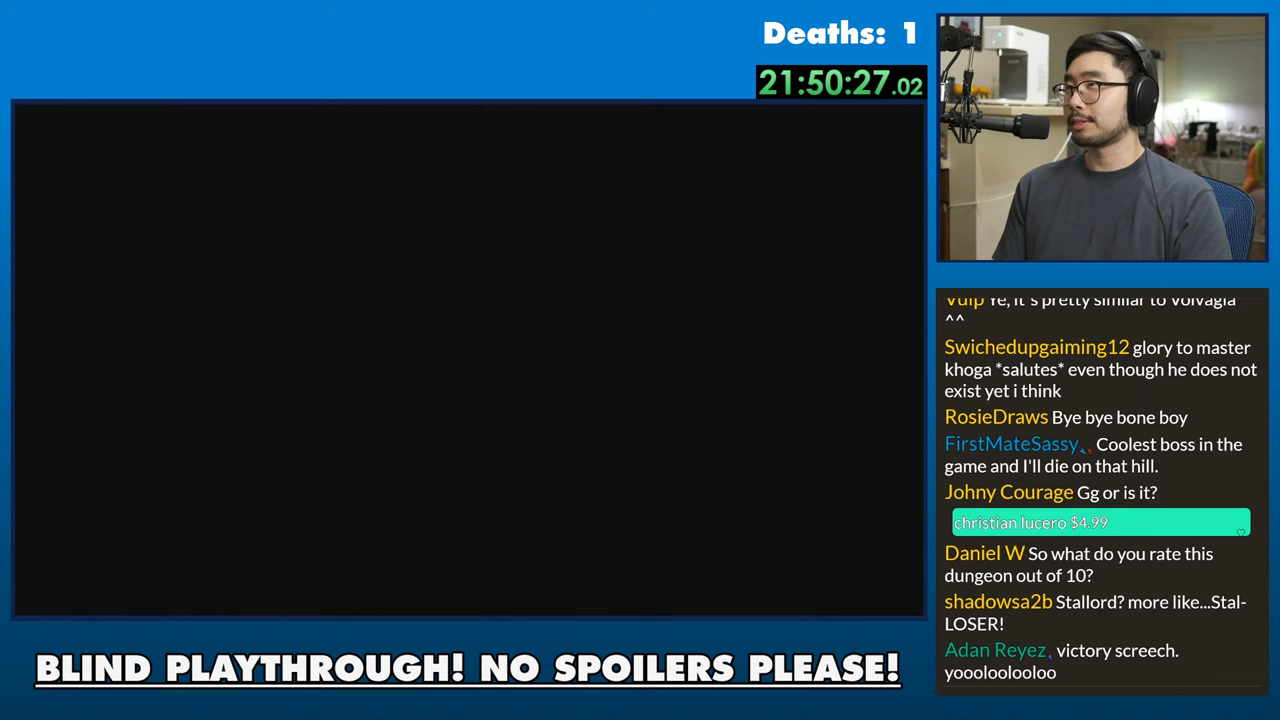 Deaths: 1
21:50:27.02
Vulp Ye, it's pretty similar to Volvagia
^^
Swichedupgaiming12 glory to master
khoga *salutes* even though he does not
exist yet i think
RosieDraws Bye bye bone boy
FirstMateSassy Coolest boss in the
game and I'll die on that hill.
Johny Courage Gg or is it?
christian lucero $4.99
Daniel W So what do you rate this
dungeon out of 10?
shadowsa2b Stallord? more like...Stal-
LOSER!
Adan Reyez victory screech.
yoooloolooloo
BLIND PLAYTHROUGH! NO SPOILERS PLEASE!